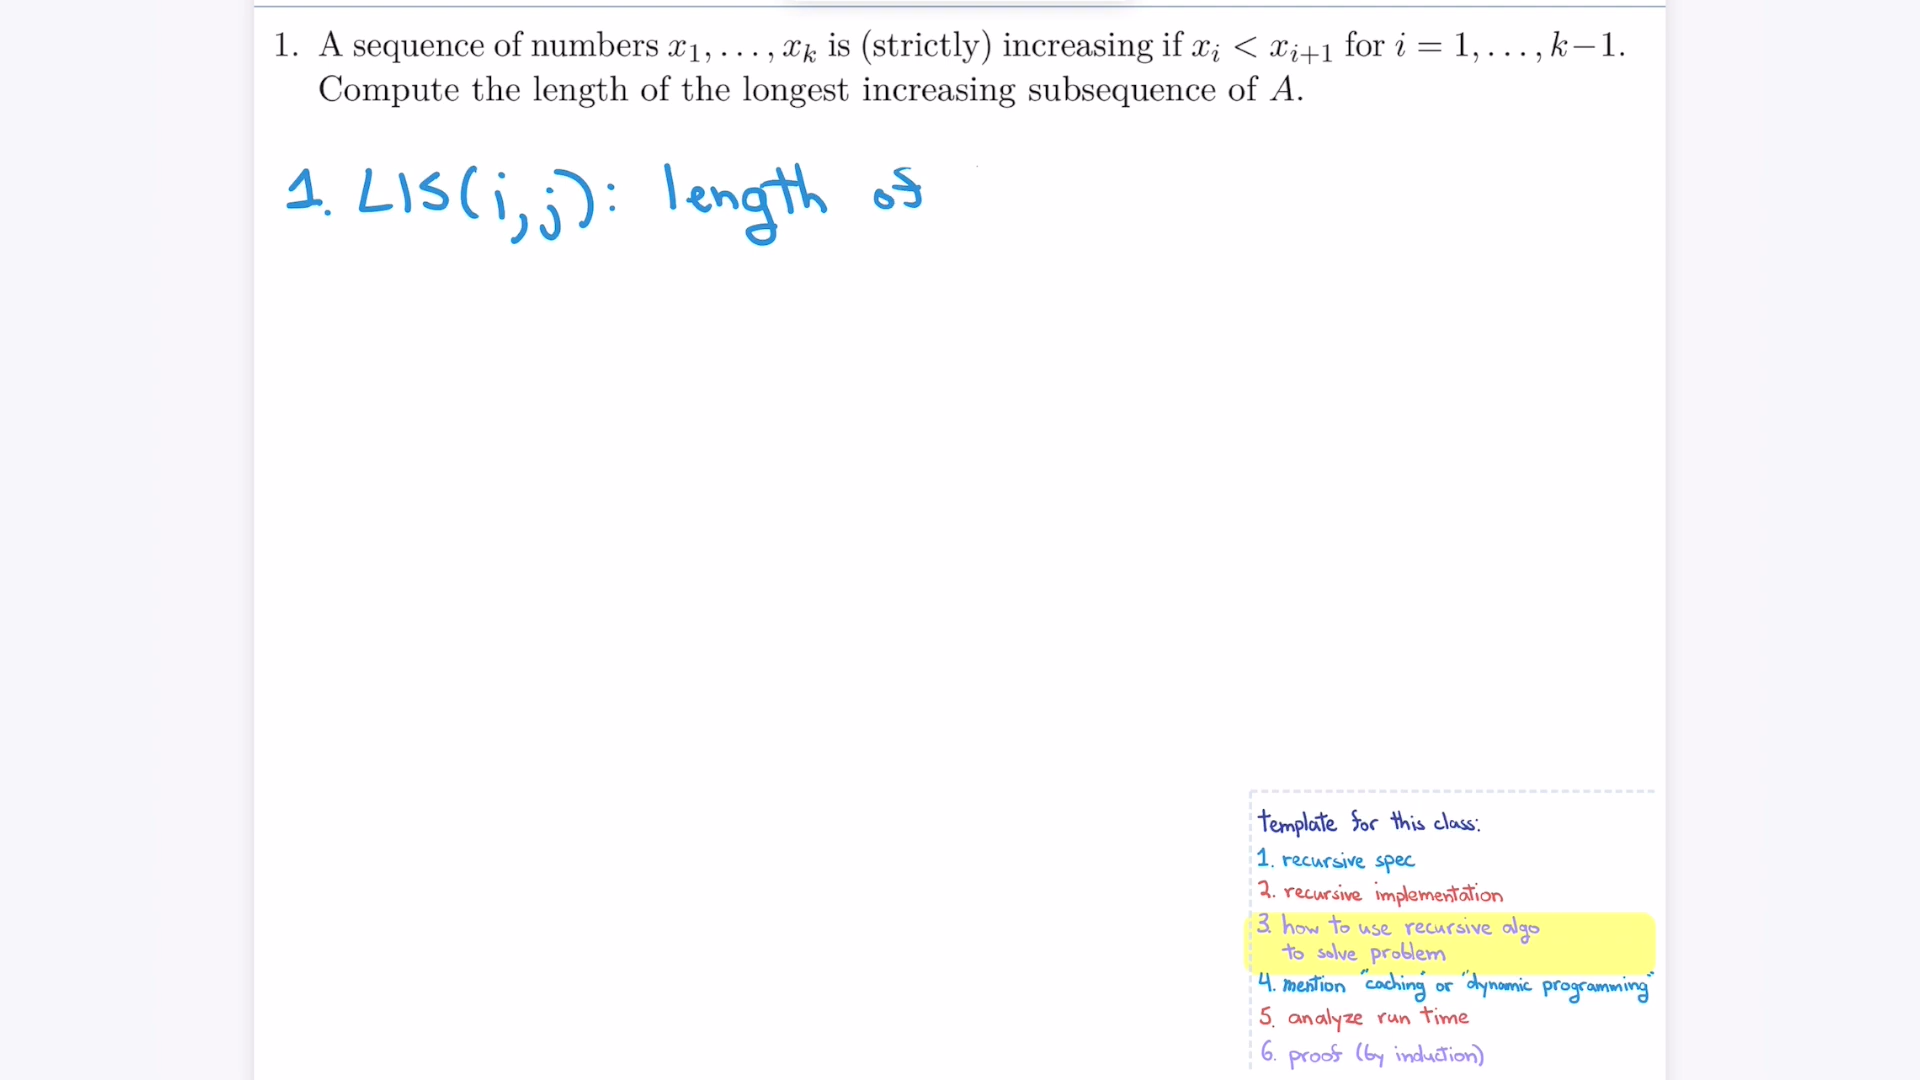 1. A sequence of numbers x₁, . . . , xₖ is (strictly) increasing if xᵢ < xᵢ₊₁ for i = 1, . . . , k−1.
Compute the length of the longest increasing subsequence of A.
1. LIS(i,j): length of
template for this class:
1. recursive spec
2. recursive implementation
3. how to use recursive algo
to solve problem
4. mention "caching" or "dynamic programming"
5. analyze run time
6. proof (by induction)